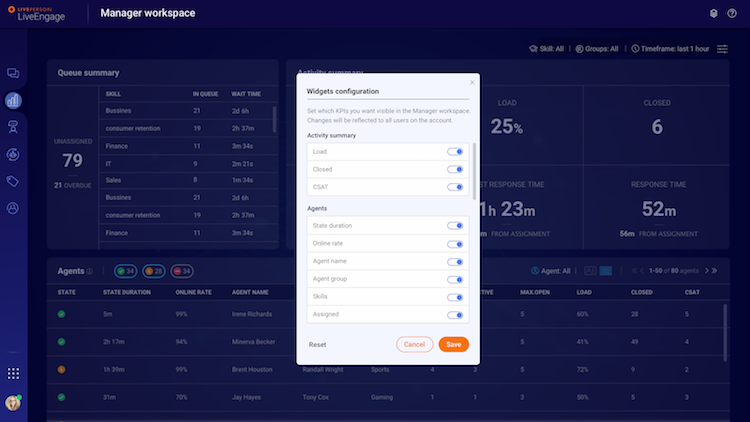 LIVEPERSON
LiveEngage
Manager workspace
Skill: All
Groups: All
Timeframe: last 1 hour
Queue summary
SKILL IN QUEUE WAIT TIME
UNASSIGNED
79
21 OVERDUE
Bussines 21 2d 6h
consumer retention 19 2h 37m
Finance 11 3m 34s
IT 9 2m 21s
Sales 8 1m 34s
Bussines 21 2d 6h
consumer retention 19 2h 37m
Finance 11 3m 34s
Activity summary
LOAD
25%
CLOSED
6
ST RESPONSE TIME
1h 23m
FROM ASSIGNMENT
RESPONSE TIME
52m
56m FROM ASSIGNMENT
Widgets configuration
Set which KPIs you want visible in the Manager workspace.
Changes will be reflected to all users on the account.
Activity summary
Load
Closed
CSAT
Agents
State duration
Online rate
Agent name
Agent group
Skills
Assigned
Reset
Cancel
Save
Agents
34
28
34
Agent: All
1-50 of 80 agents
STATE STATE DURATION ONLINE RATE AGENT NAME
CTIVE MAX.OPEN LOAD CLOSED CSAT
5m 99% Irene Richards 5 60% 28 5
2h 17m 94% Minerva Becker 5 41% 49 4
1h 39m 99% Brent Houston Randall Wright Sports 4 3 5 72% 9 2
31m 70% Jay Hayes Tony Cox Gaming 1 1 3 50% 5 3